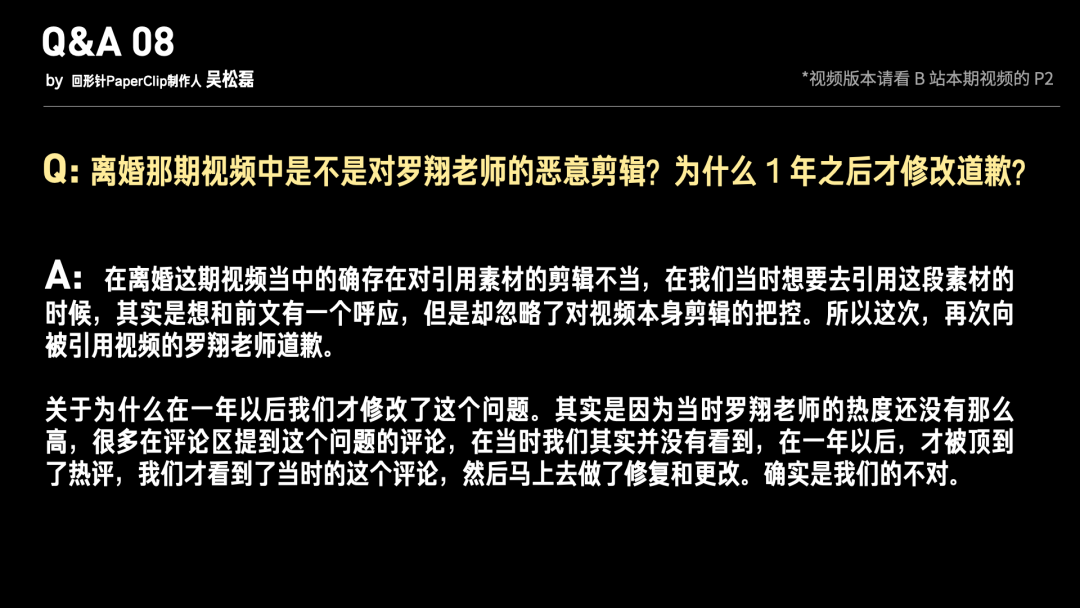 Q&A 08
by 回形针PaperClip制作人 吴松磊
*视频版本请看 B 站本期视频的 P2
Q: 离婚那期视频中是不是对罗翔老师的恶意剪辑？为什么 1 年之后才修改道歉？
A: 在离婚这期视频当中的确存在对引用素材的剪辑不当，在我们当时想要去引用这段素材的
时候，其实是想和前文有一个呼应，但是却忽略了对视频本身剪辑的把控。所以这次，再次向
被引用视频的罗翔老师道歉。
关于为什么在一年以后我们才修改了这个问题。其实是因为当时罗翔老师的热度还没有那么
高，很多在评论区提到这个问题的评论，在当时我们其实并没有看到，在一年以后，才被顶到
了热评，我们才看到了当时的这个评论，然后马上去做了修复和更改。确实是我们的不对。